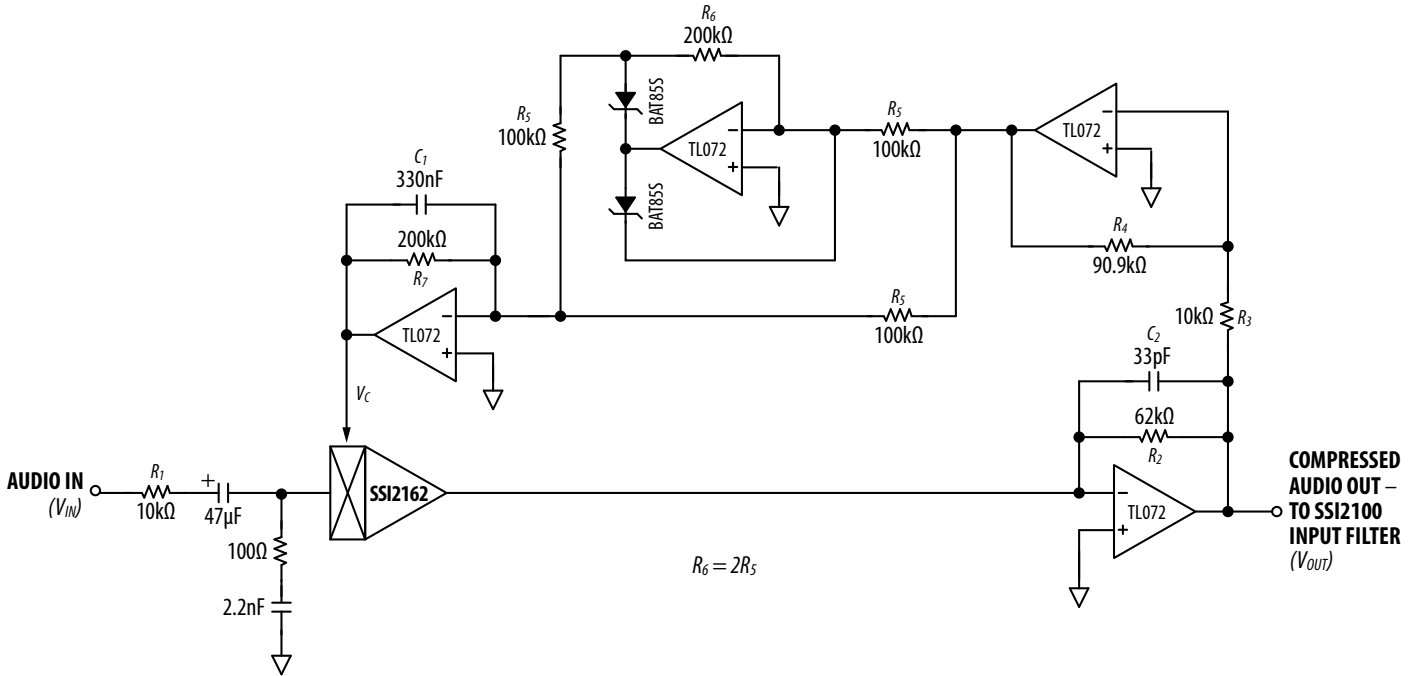 R6
200kΩ
BAT85S
R5
100kΩ
TL072
−
+
R5
100kΩ
TL072
−
+
C1
330nF
BAT85S
R4
90.9kΩ
200kΩ
R7
R5
100kΩ
10kΩ R3
TL072
−
+
C2
33pF
VC
62kΩ
R2
AUDIO IN
(VIN)
R1
10kΩ
+
47µF
SSI2162
−
+
TL072
COMPRESSED
AUDIO OUT –
TO SSI2100
INPUT FILTER
(VOUT)
100Ω
R6 = 2R5
2.2nF